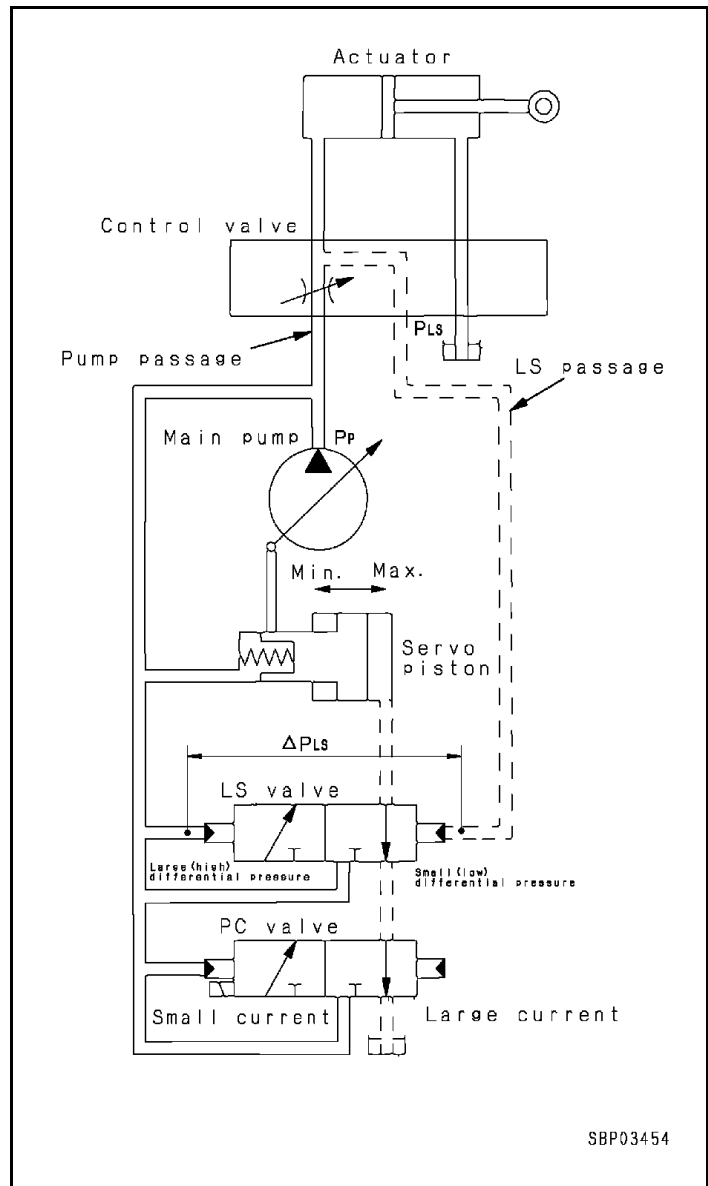 Actuator
Control valve
PLS
Pump passage
LS passage
Main pump PP
Min. Max.
Servo
piston
ΔPLS
LS valve
Large(high)
differential pressure
Small(low)
differential pressure
PC valve
Small current
Large current
SBP03454